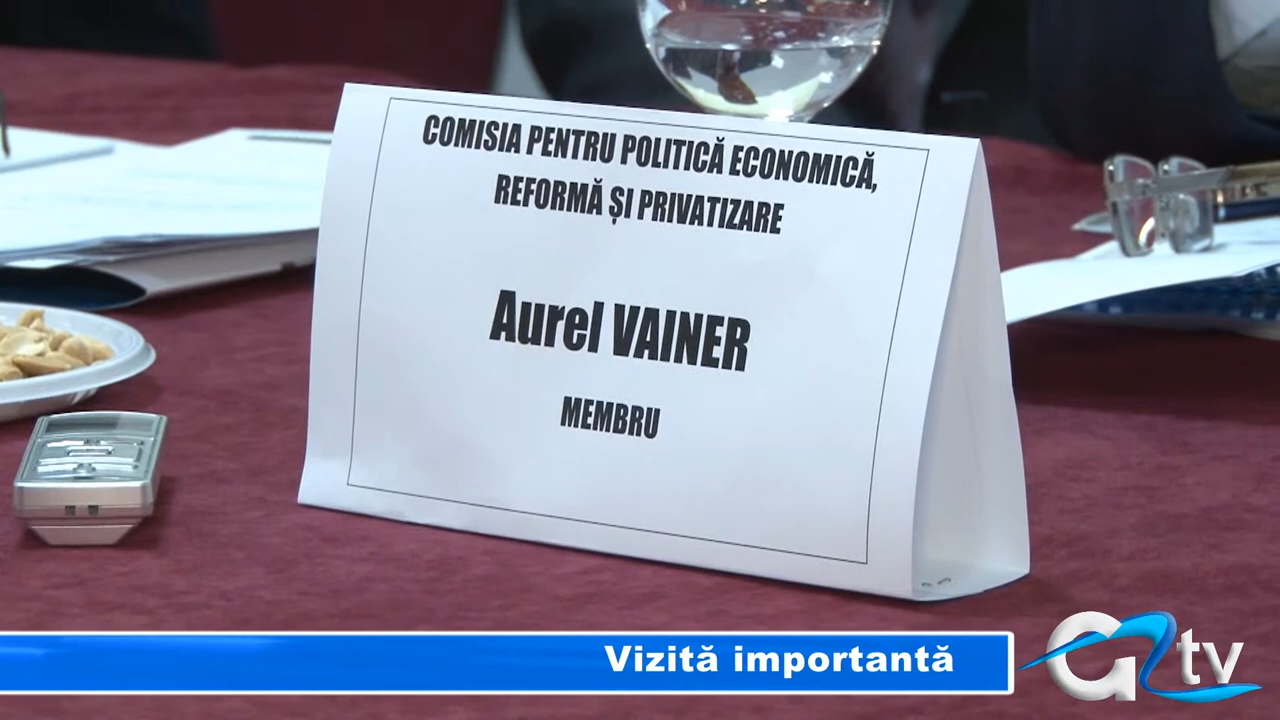 COMISIA PENTRU POLITICĂ ECONOMICĂ,
REFORMĂ ȘI PRIVATIZARE
Aurel VAINER
MEMBRU
Vizită importantă
tv